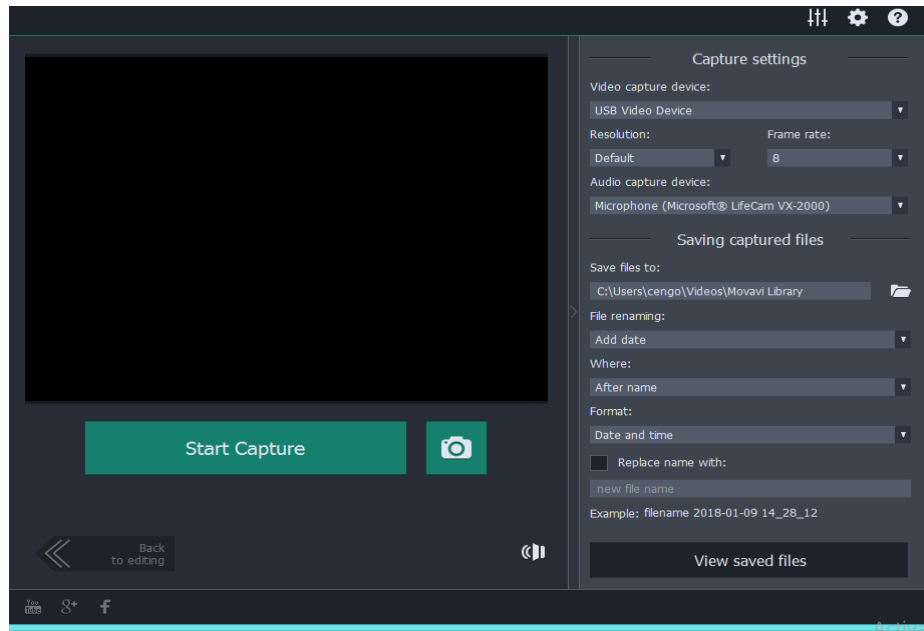 Capture settings
Video capture device:
USB Video Device
Resolution: Frame rate:
Default 8
Audio capture device:
Microphone (Microsoft® LifeCam VX-2000)
Saving captured files
Save files to:
C:\Users\cengo\Videos\Movavi Library
File renaming:
Add date
Where:
After name
Format:
Date and time
Replace name with:
new file name
Example: filename 2018-01-09 14_28_12
View saved files
Start Capture
Back
to editing
You
Tube
g+
f